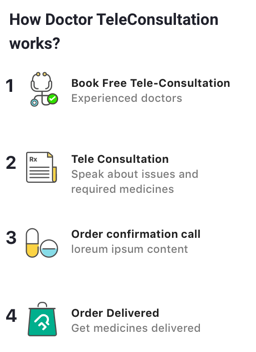 How Doctor TeleConsultation
works?
1
Book Free Tele-Consultation
Experienced doctors
2
Rx
Tele Consultation
Speak about issues and
required medicines
3
Order confirmation call
loreum ipsum content
4
Order Delivered
Get medicines delivered